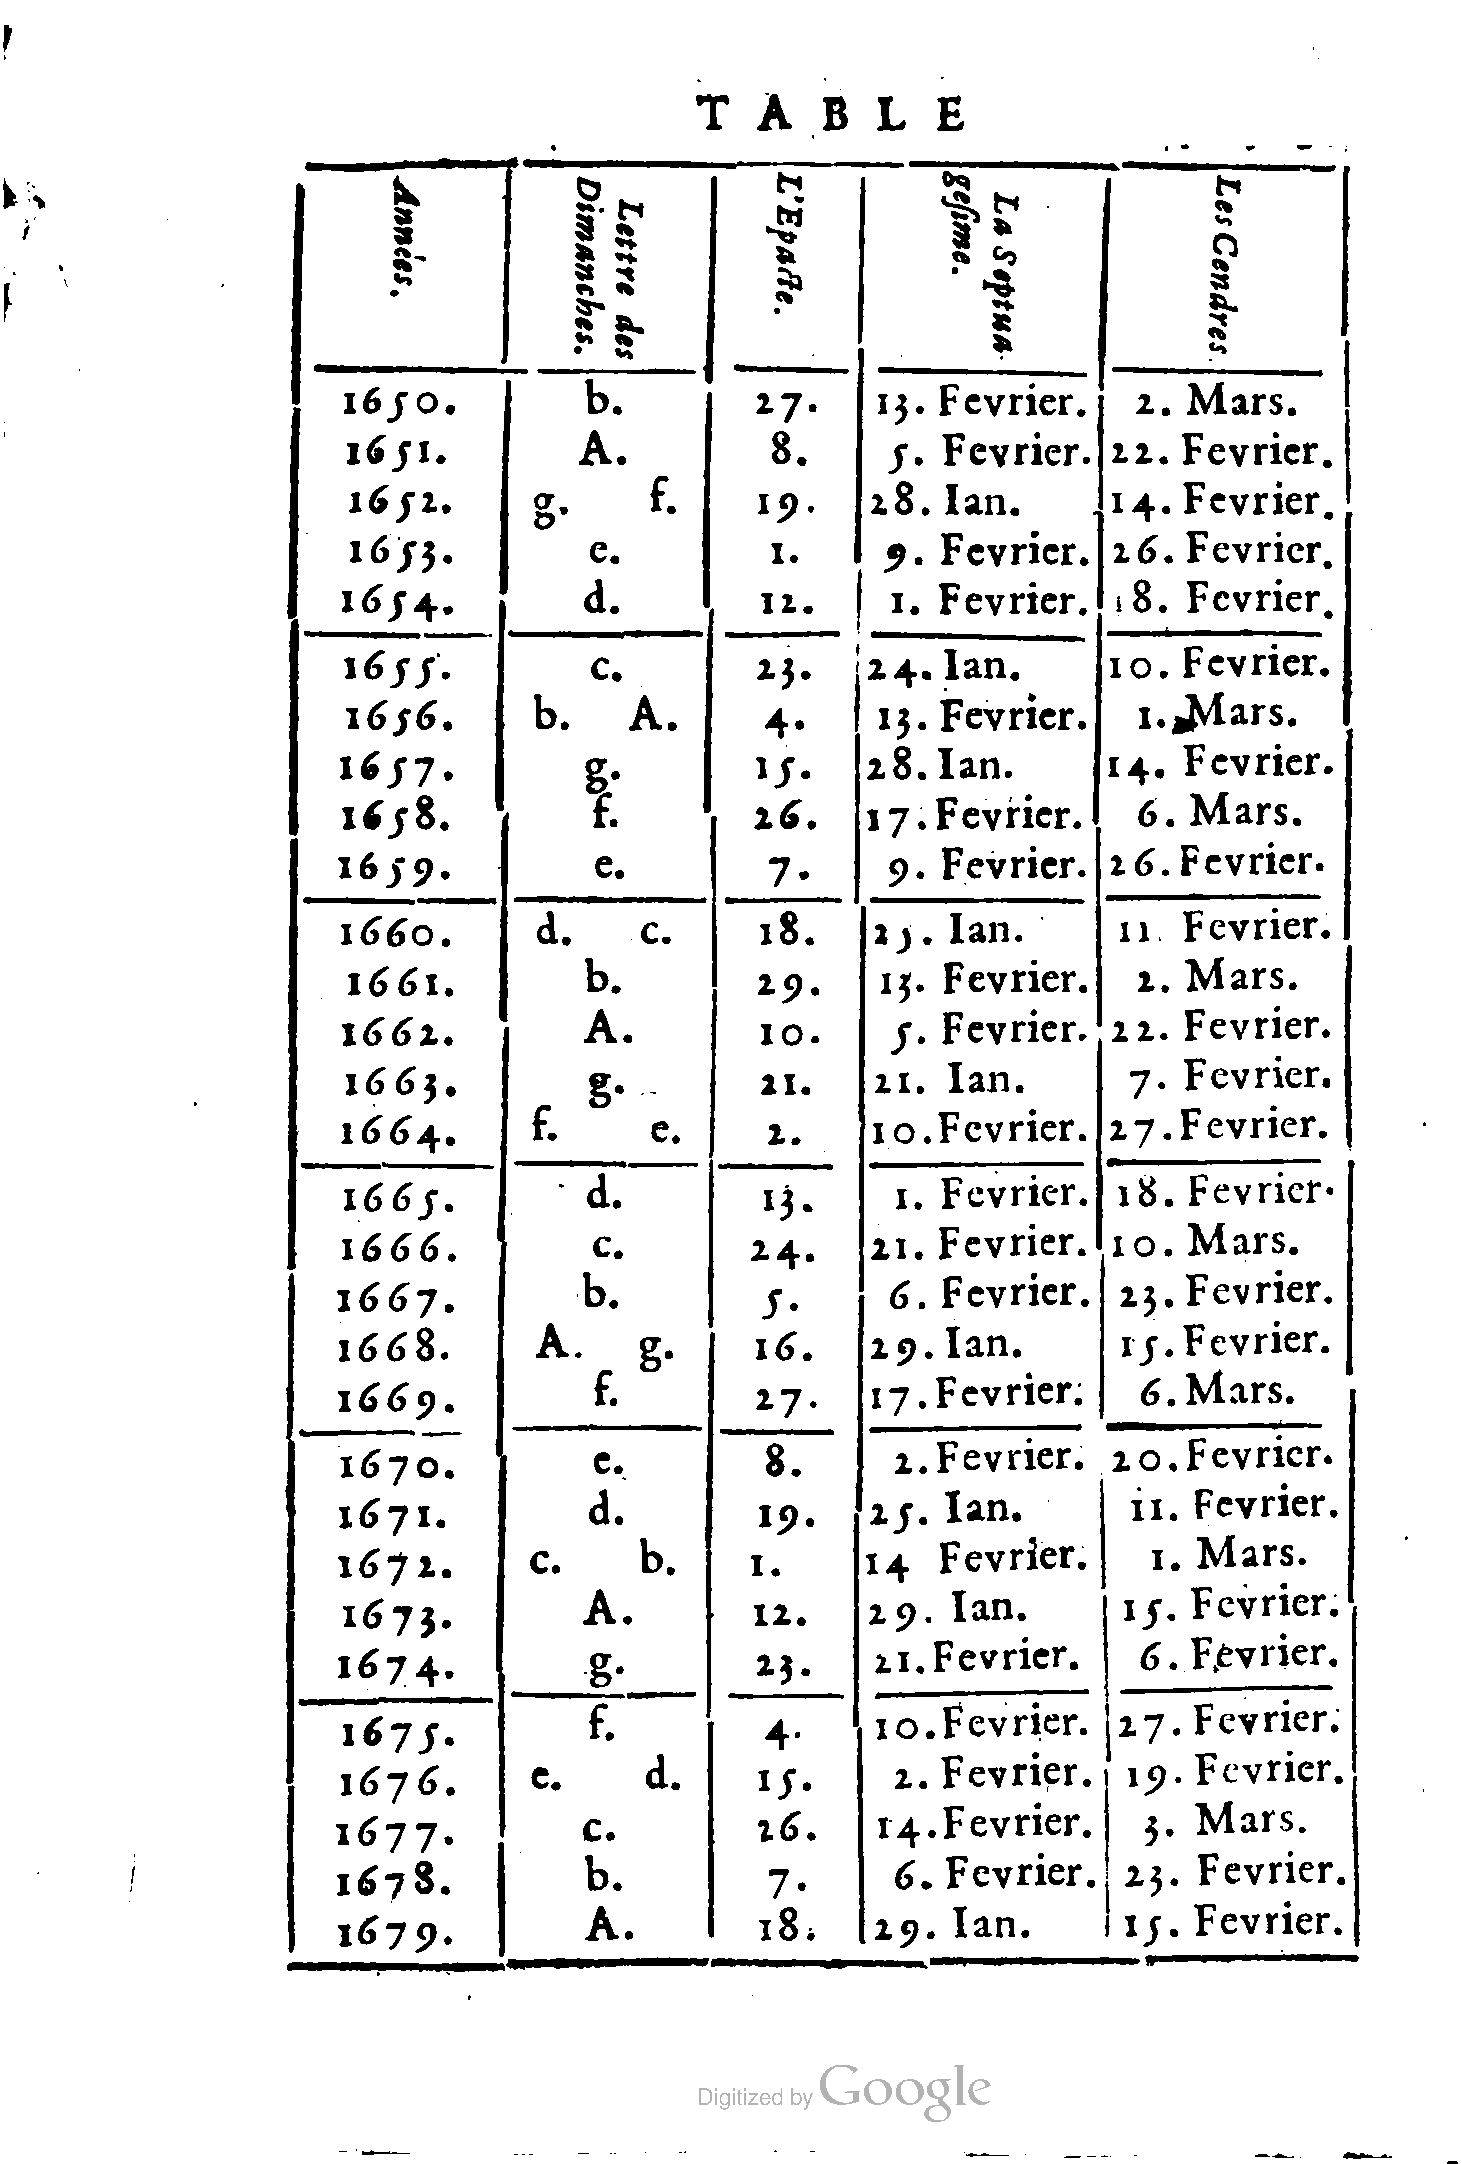 TABLE
Années. Lettre des Dimanches. L'Epacte. La Septua gesime. Les Cendres
1650. b. 27. 13. Fevrier. 2. Mars.
1651. A. 8. 5. Fevrier. 22. Fevrier.
1652. g. f. 19. 28. Ian. 14. Fevrier.
1653. e. 1. 9. Fevrier. 26. Fevrier.
1654. d. 12. 1. Fevrier. 18. Fevrier.
1655. c. 23. 24. Ian. 10. Fevrier.
1656. b. A. 4. 13. Fevrier. 1. Mars.
1657. g. 15. 28. Ian. 14. Fevrier.
1658. f. 26. 17. Fevrier. 6. Mars.
1659. e. 7. 9. Fevrier. 26. Fevrier.
1660. d. c. 18. 25. Ian. 11. Fevrier.
1661. b. 29. 13. Fevrier. 2. Mars.
1662. A. 10. 5. Fevrier. 22. Fevrier.
1663. g. 21. 21. Ian. 7. Fevrier.
1664. f. e. 2. 10. Fevrier. 27. Fevrier.
1665. d. 13. 1. Fevrier. 18. Fevrier.
1666. c. 24. 21. Fevrier. 10. Mars.
1667. b. 5. 6. Fevrier. 23. Fevrier.
1668. A. g. 16. 29. Ian. 15. Fevrier.
1669. f. 27. 17. Fevrier. 6. Mars.
1670. e. 8. 2. Fevrier. 20. Fevrier.
1671. d. 19. 25. Ian. 11. Fevrier.
1672. c. b. 1. 14 Fevrier. 1. Mars.
1673. A. 12. 29. Ian. 15. Fevrier.
1674. g. 23. 21. Fevrier. 6. Fevrier.
1675. f. 4. 10. Fevrier. 27. Fevrier.
1676. e. d. 15. 2. Fevrier. 19. Fevrier.
1677. c. 26. 14. Fevrier. 3. Mars.
1678. b. 7. 6. Fevrier. 23. Fevrier.
1679. A. 18. 29. Ian. 15. Fevrier.
Digitized by Google